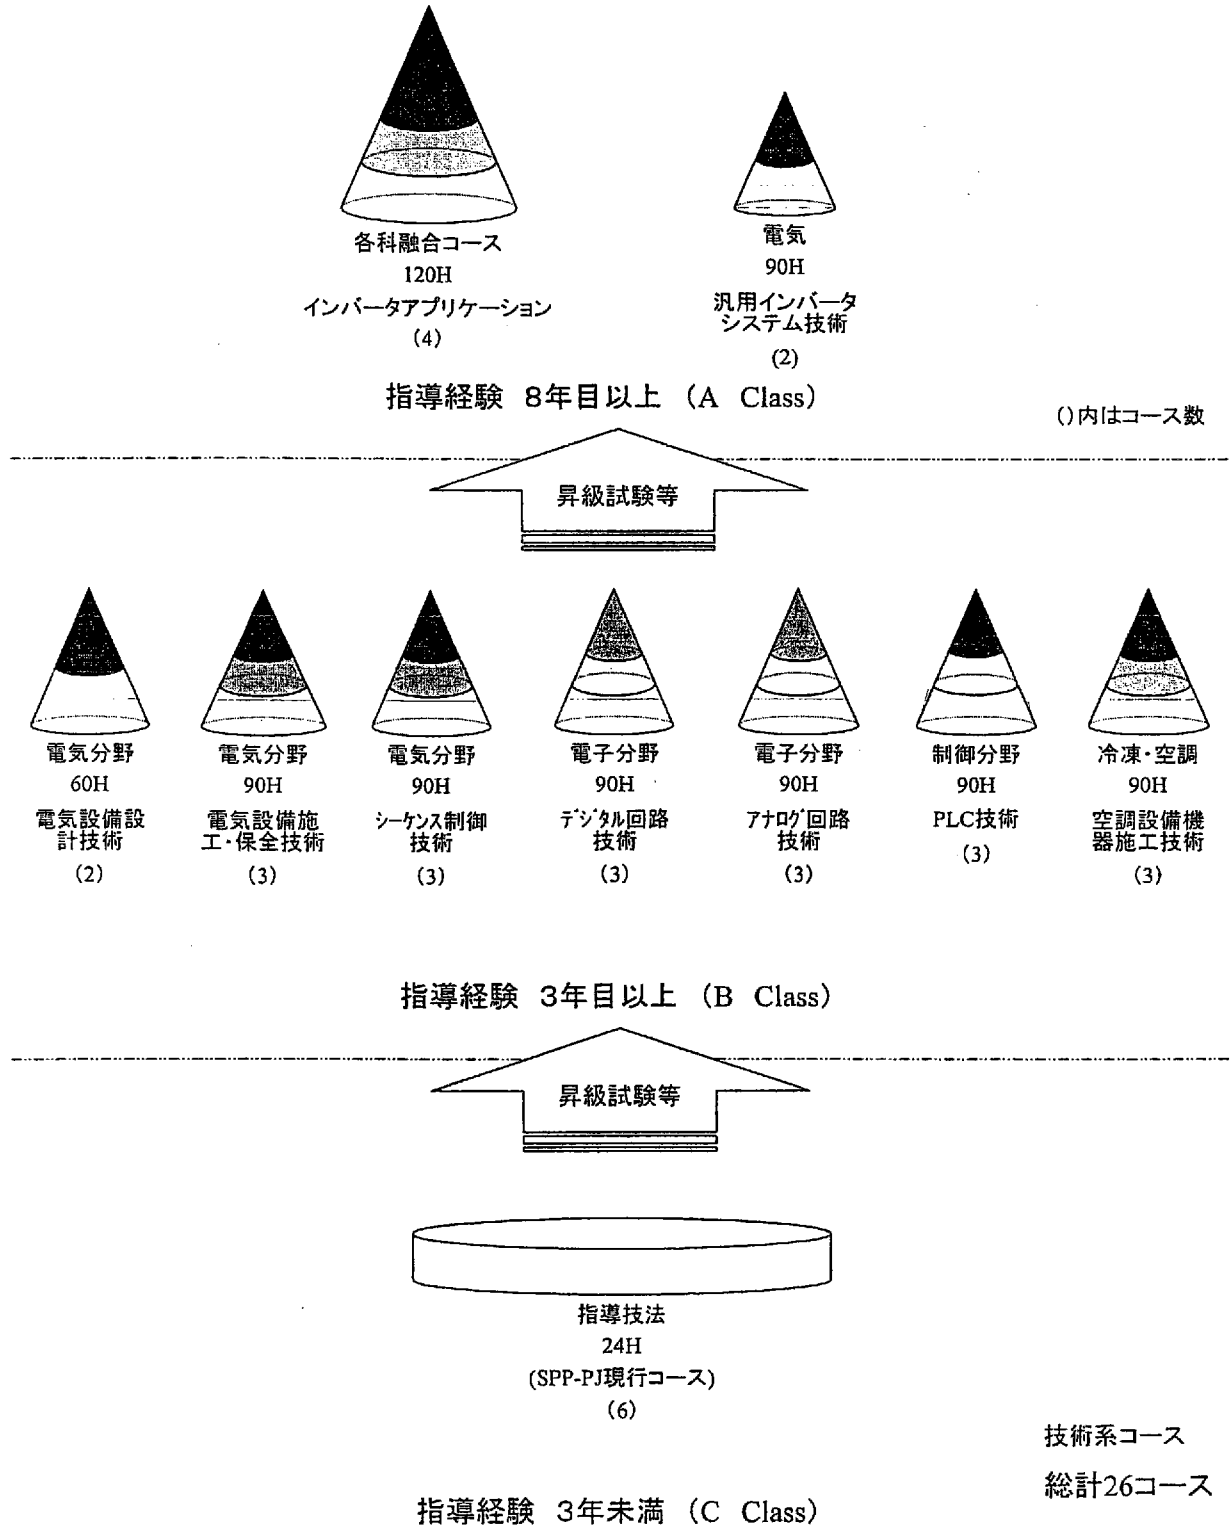 各科融合コース
120H
インバータアプリケーション
(4)
電気
90H
汎用インバータ
システム技術
(2)
指導経験 8年目以上 (A Class)
()内はコース数
昇級試験等
電気分野
60H
電気設備設
計技術
(2)
電気分野
90H
電気設備施
工・保全技術
(3)
電気分野
90H
シーケンス制御
技術
(3)
電子分野
90H
デジタル回路
技術
(3)
電子分野
90H
アナログ回路
技術
(3)
制御分野
90H
PLC技術
(3)
冷凍・空調
90H
空調設備機
器施工技術
(3)
指導経験 3年目以上 (B Class)
昇級試験等
指導技法
24H
(SPP-PJ現行コース)
(6)
技術系コース
総計26コース
指導経験 3年未満 (C Class)